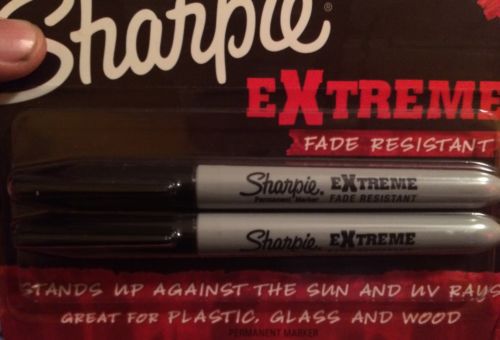 Sharpie
EXTREME
FADE RESISTANT
Sharpie. EXTREME
Permanent Marker FADE RESISTANT
Sharpie. EXTREME
STANDS UP AGAINST THE SUN AND UV RAYS
GREAT FOR PLASTIC, GLASS AND WOOD
PERMANENT MARKER